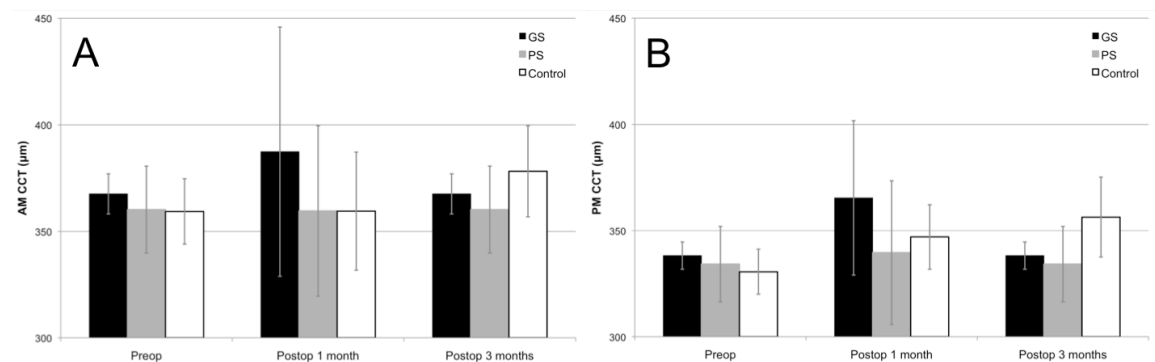 A
AM CCT (µm)
450
400
350
300
GS
PS
Control
Preop
Postop 1 month
Postop 3 months
B
PM CCT (µm)
450
400
350
300
GS
PS
Control
Preop
Postop 1 month
Postop 3 months